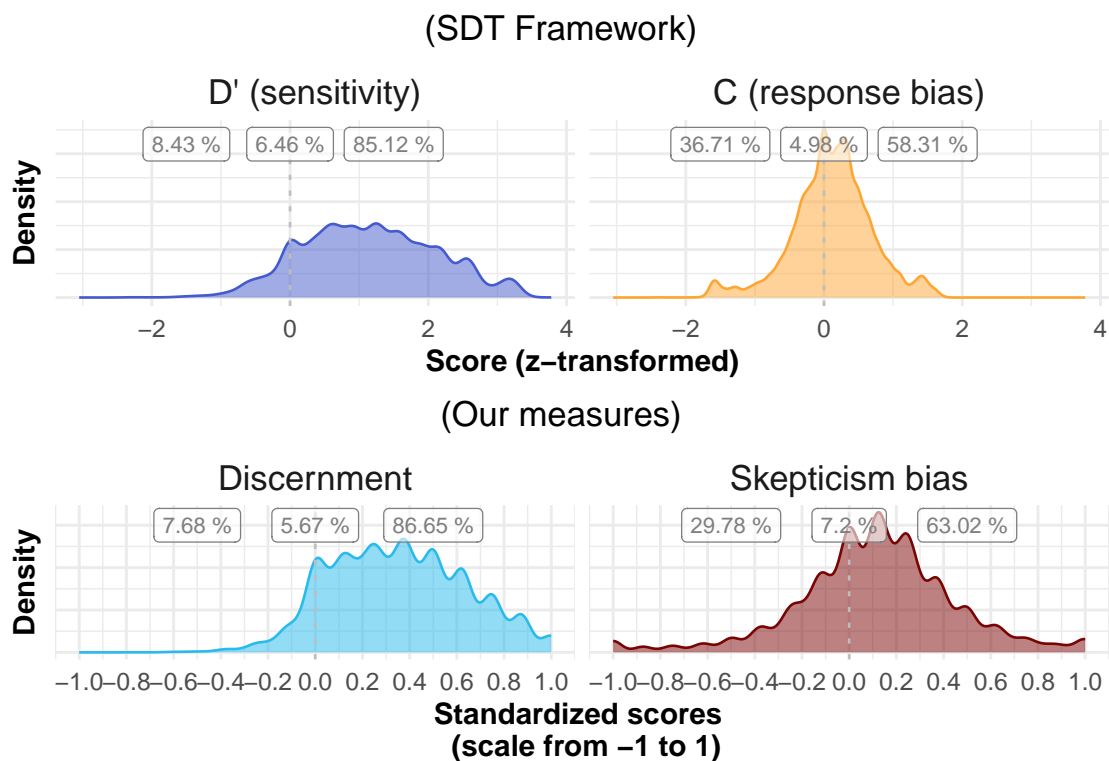 (SDT Framework)
D' (sensitivity)
C (response bias)
8.43 %
6.46 %
85.12 %
36.71 %
4.98 %
58.31 %
Density
−2
0
2
4
−2
0
2
4
Score (z−transformed)
(Our measures)
Discernment
Skepticism bias
7.68 %
5.67 %
86.65 %
29.78 %
7.2 %
63.02 %
Density
−1.0−0.8−0.6−0.4−0.2 0.0 0.2 0.4 0.6 0.8 1.0
−1.0−0.8−0.6−0.4−0.2 0.0 0.2 0.4 0.6 0.8 1.0
Standardized scores
(scale from −1 to 1)